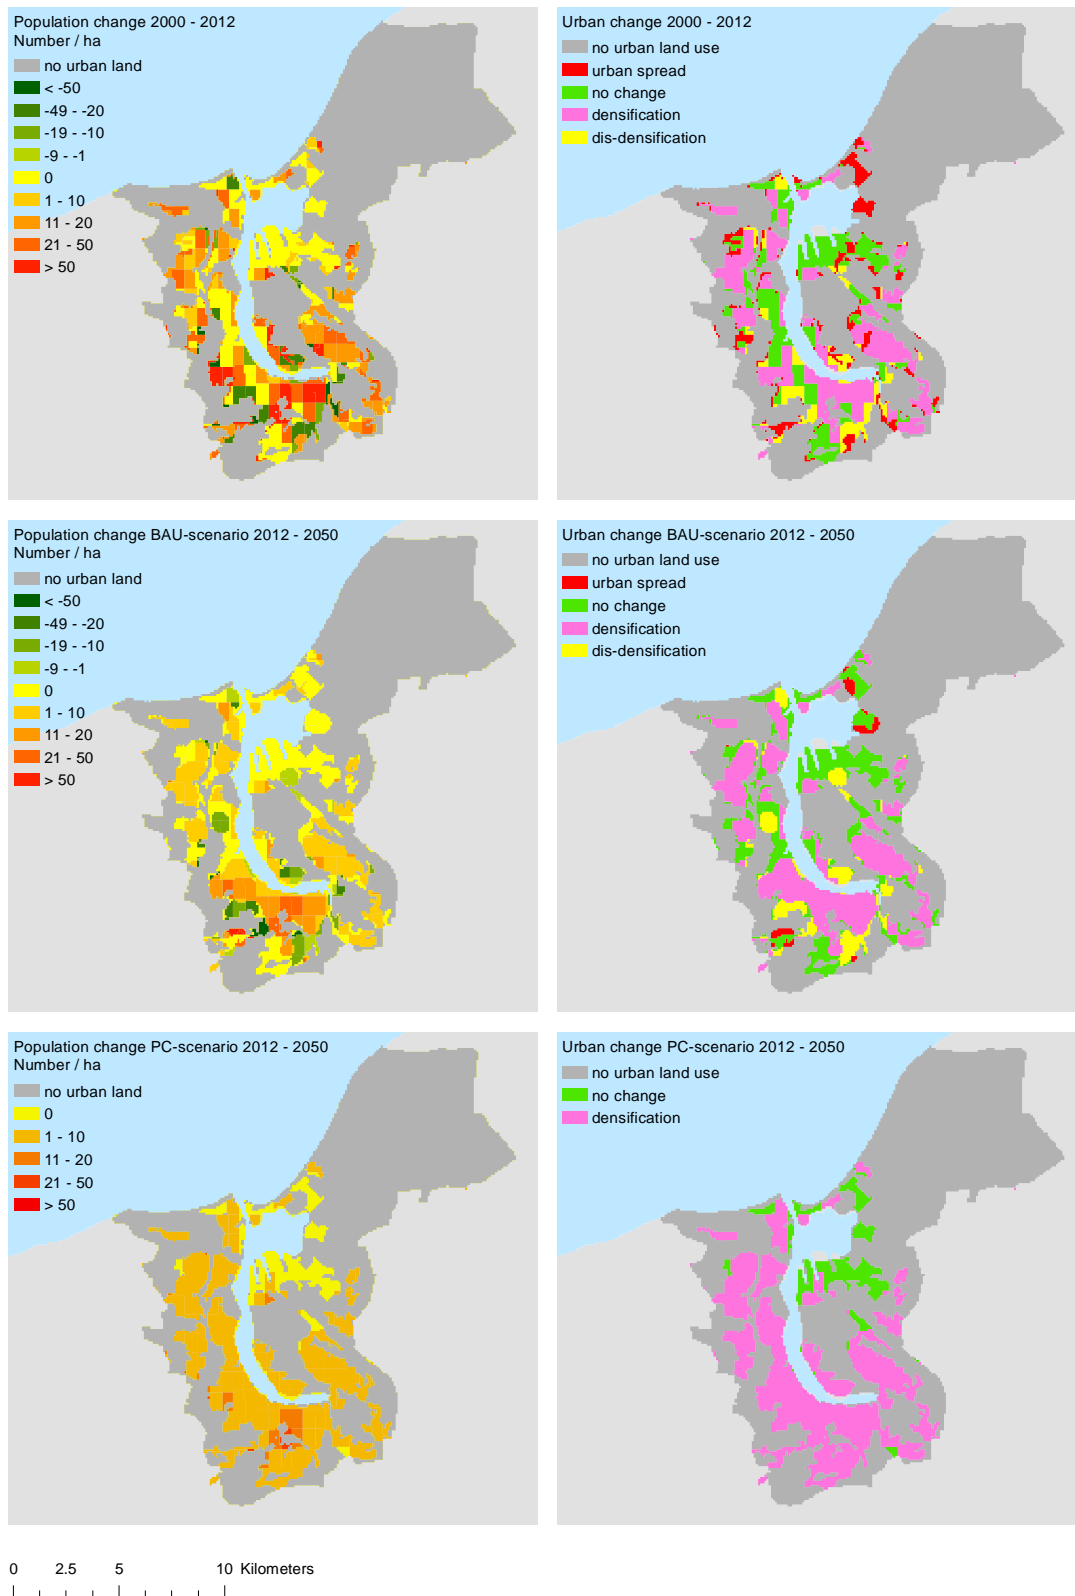 Population change 2000 - 2012
Number / ha
no urban land
< -50
-49 - -20
-19 - -10
-9 - -1
0
1 - 10
11 - 20
21 - 50
> 50
Urban change 2000 - 2012
no urban land use
urban spread
no change
densification
dis-densification
Population change BAU-scenario 2012 - 2050
Number / ha
no urban land
< -50
-49 - -20
-19 - -10
-9 - -1
0
1 - 10
11 - 20
21 - 50
> 50
Urban change BAU-scenario 2012 - 2050
no urban land use
urban spread
no change
densification
dis-densification
Population change PC-scenario 2012 - 2050
Number / ha
no urban land
0
1 - 10
11 - 20
21 - 50
> 50
Urban change PC-scenario 2012 - 2050
no urban land use
no change
densification
0 2.5 5 10 Kilometers